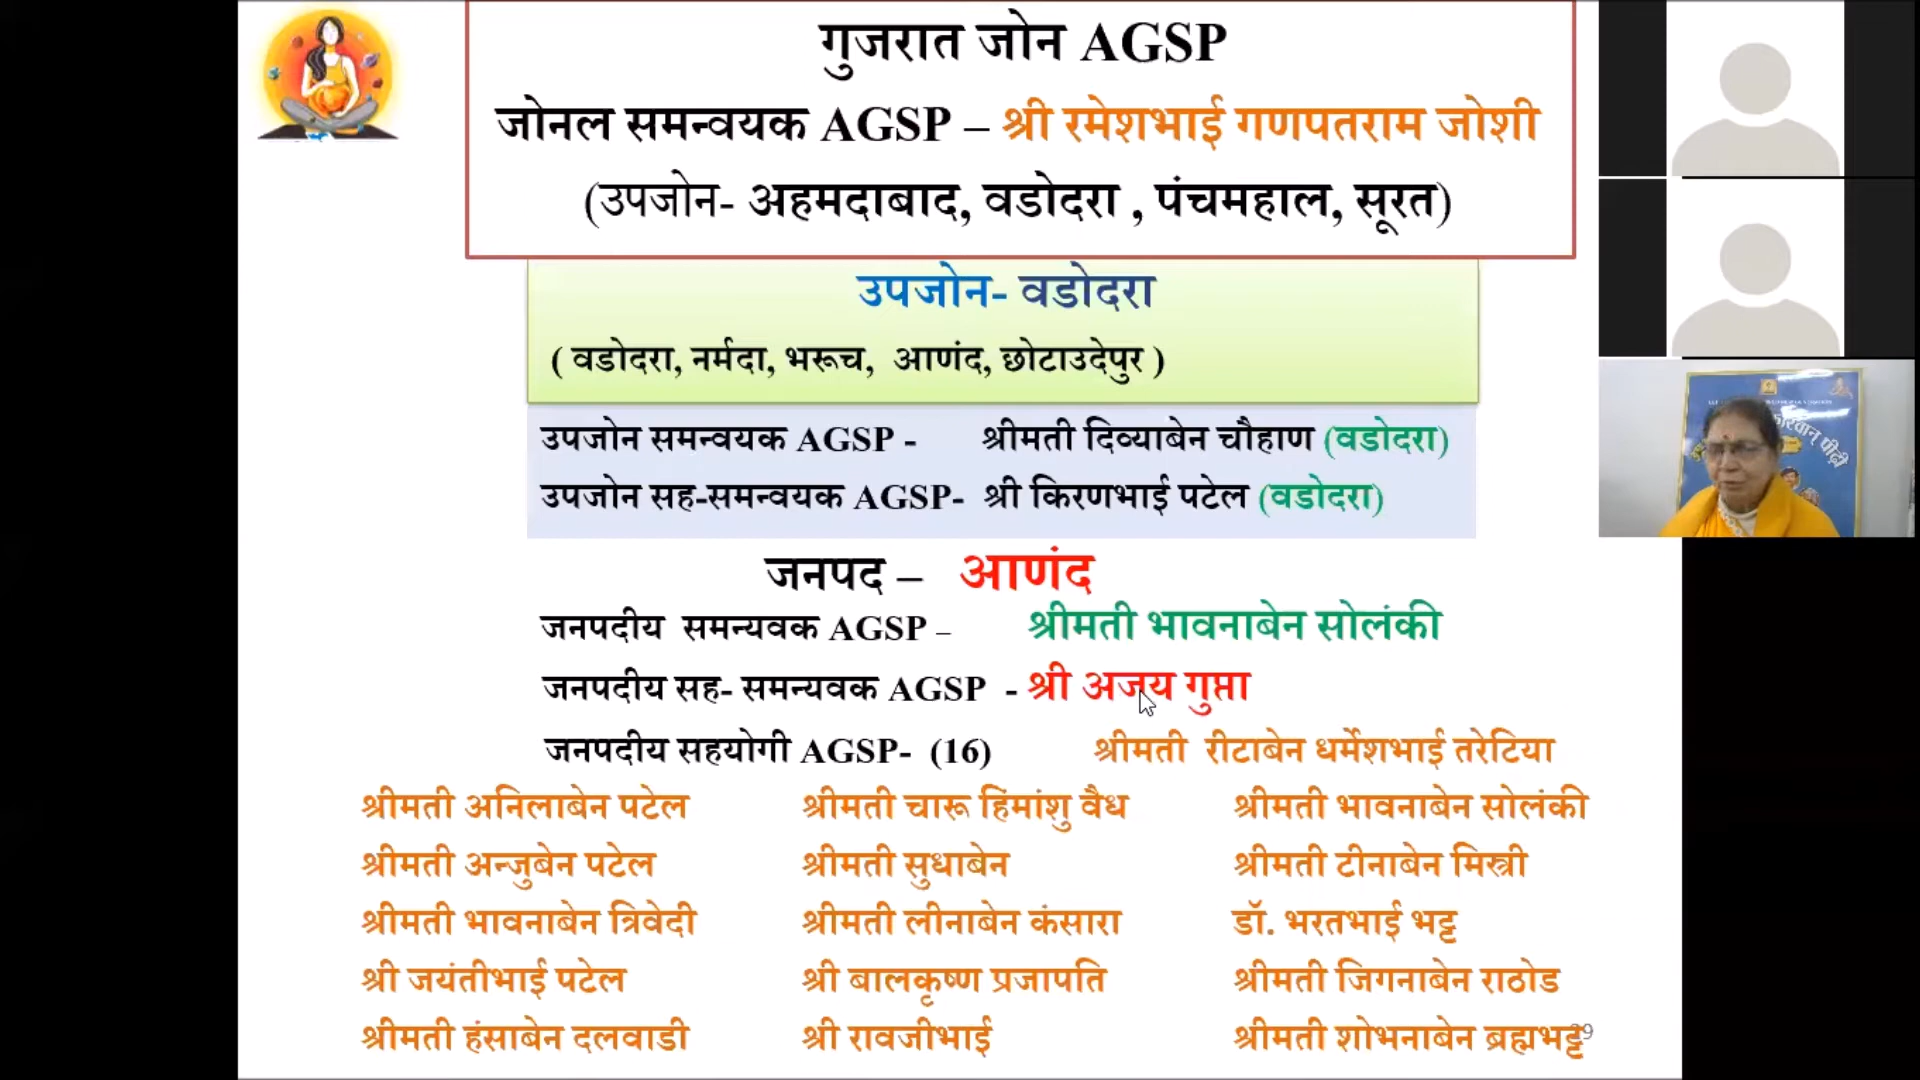 गुजरात जोन AGSP
जोनल समन्वयक AGSP – श्री रमेशभाई गणपतराम जोशी
(उपजोन- अहमदाबाद, वडोदरा , पंचमहाल, सूरत)
उपजोन- वडोदरा
( वडोदरा, नर्मदा, भरूच, आणंद, छोटाउदेपुर )
उपजोन समन्वयक AGSP - श्रीमती दिव्याबेन चौहाण (वडोदरा)
उपजोन सह-समन्वयक AGSP- श्री किरणभाई पटेल (वडोदरा)
जनपद – आणंद
जनपदीय समन्यवक AGSP – श्रीमती भावनाबेन सोलंकी
जनपदीय सह- समन्यवक AGSP - श्री अजय गुप्ता
जनपदीय सहयोगी AGSP- (16) श्रीमती रीटाबेन धर्मेशभाई तरेटिया
श्रीमती अनिलाबेन पटेल श्रीमती चारू हिंमांशु वैध श्रीमती भावनाबेन सोलंकी
श्रीमती अन्जुबेन पटेल श्रीमती सुधाबेन श्रीमती टीनाबेन मिस्त्री
श्रीमती भावनाबेन त्रिवेदी श्रीमती लीनाबेन कंसारा डॉ. भरतभाई भट्ट
श्री जयंतीभाई पटेल श्री बालकृष्ण प्रजापति श्रीमती जिगनाबेन राठोड
श्रीमती हंसाबेन दलवाडी श्री रावजीभाई श्रीमती शोभनाबेन ब्रह्मभट्ट
पीढ़ी